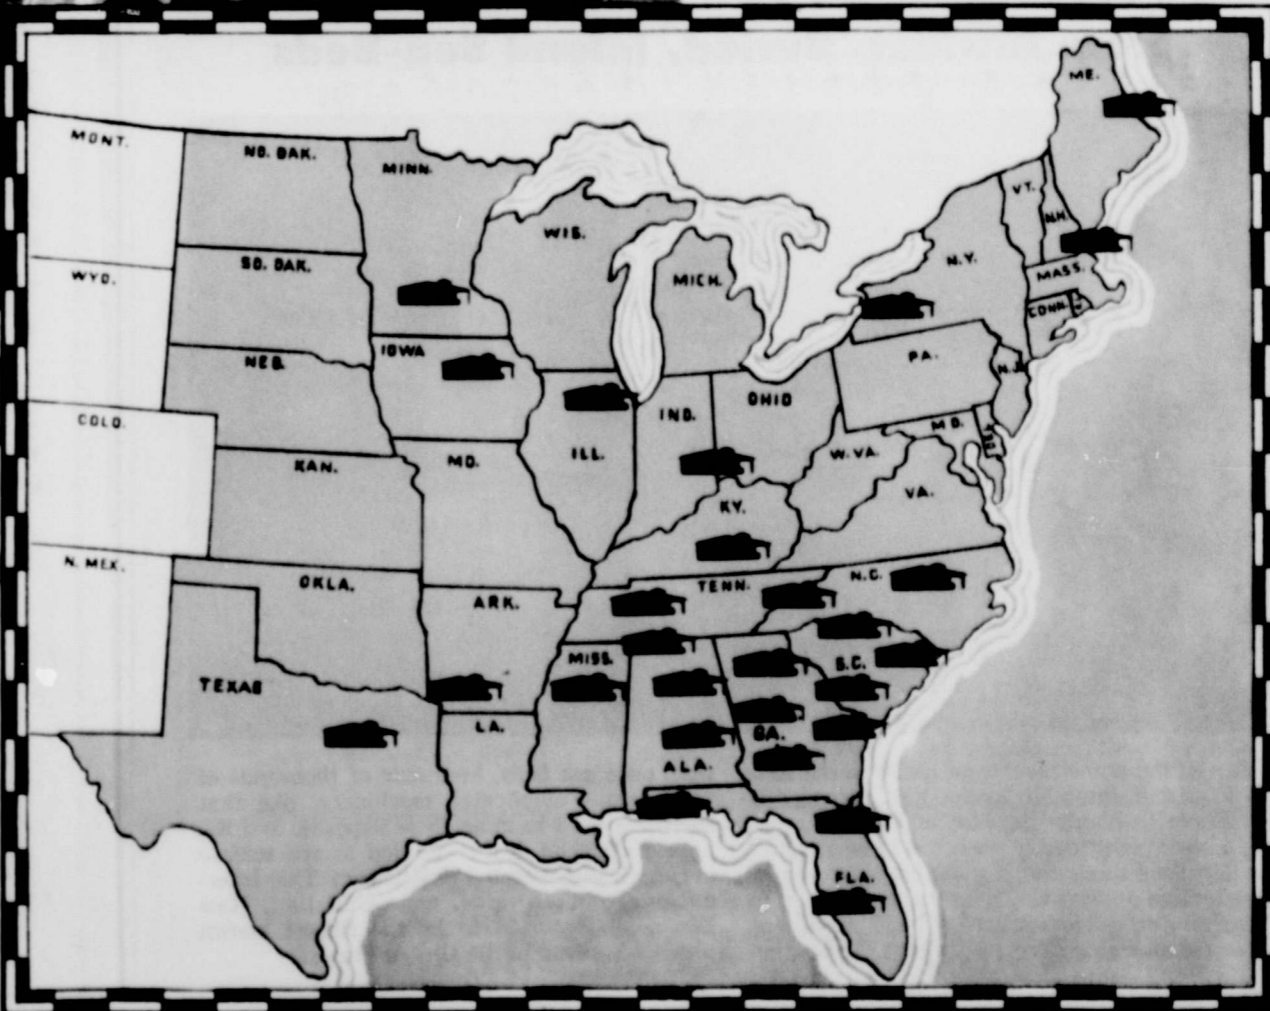 ME.
MONT.
NO. DAK.
MINN.
VT.
N.H.
WIS.
N.Y.
SO. DAK.
MASS.
WYO.
MICH.
CONN.
IOWA
PA.
NEB.
N.J.
OHIO
IND.
COLO.
MD.
ILL.
W.VA.
KAN.
MO.
VA.
KY.
N. MEX.
OKLA.
TENN.
N.C.
ARK.
MISS.
S.C.
TEXAS
LA.
GA.
ALA.
FLA.